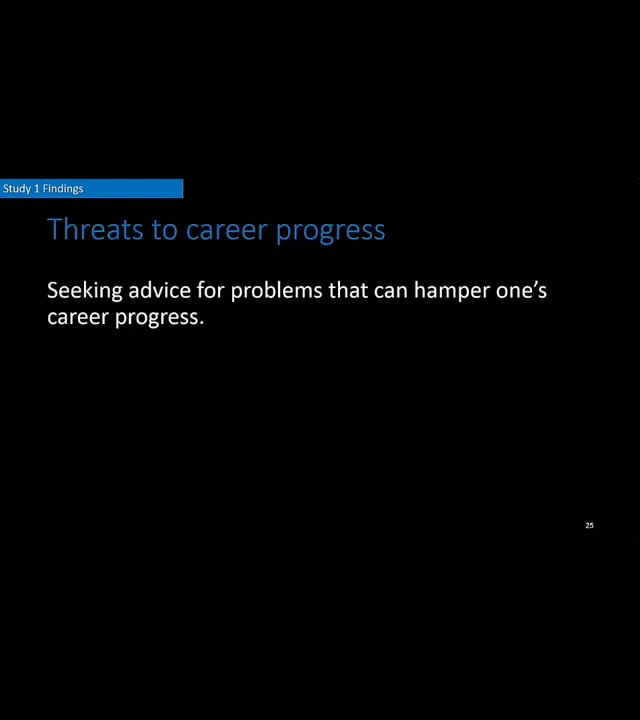 Study 1 Findings
Threats to career progress
Seeking advice for problems that can hamper one’s
career progress.
25